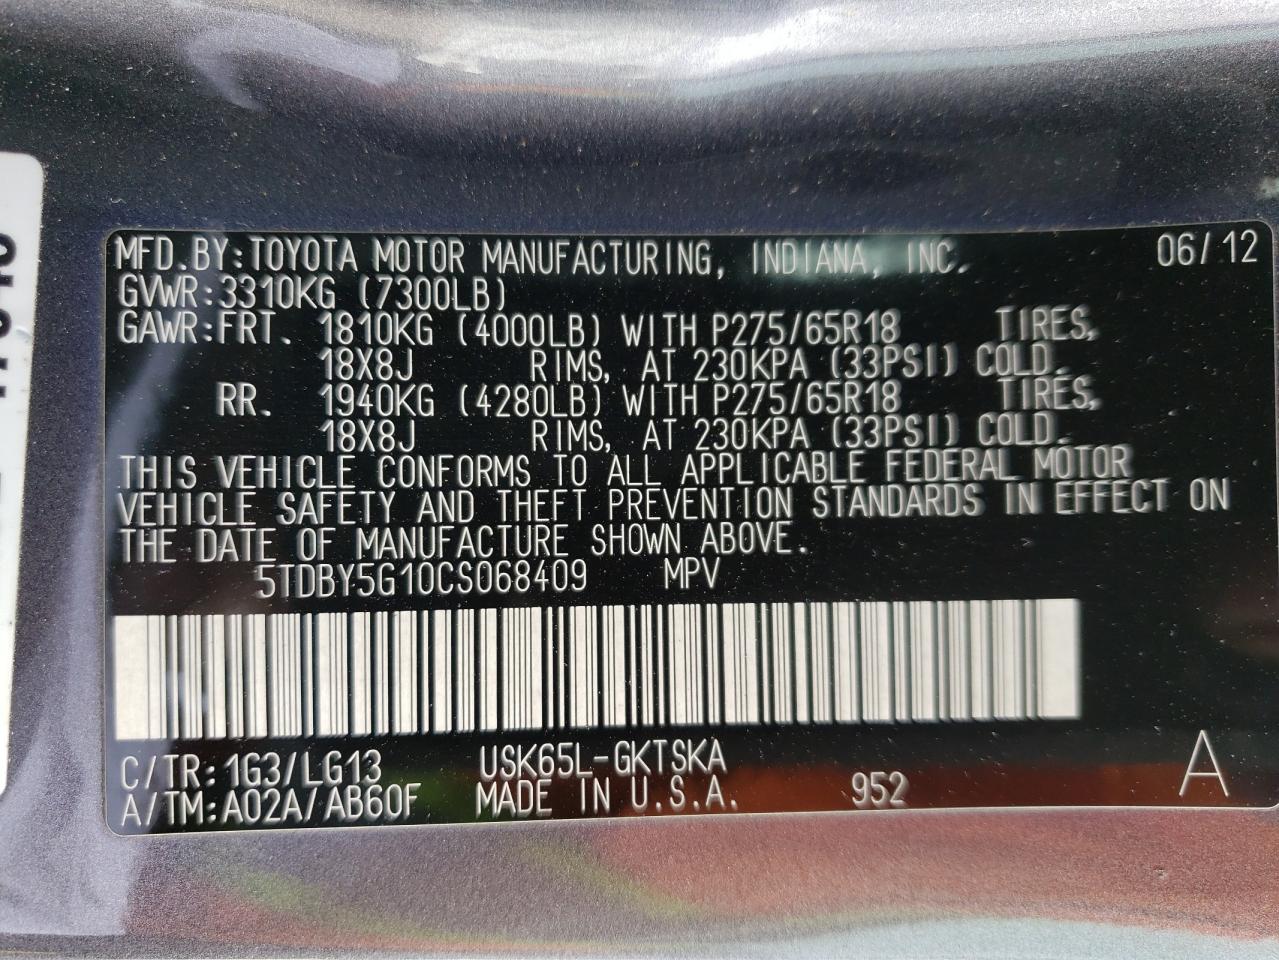 MFD. BY: TOYOTA MOTOR MANUFACTURING, INDIANA, INC. 06/12
GVWR: 3310KG (7300LB)
GAWR: FRT. 1810KG (4000LB) WITH P275/65R18 TIRES,
18X8J RIMS, AT 230KPA (33PSI) COLD.
RR. 1940KG (4280LB) WITH P275/65R18 TIRES,
18X8J RIMS, AT 230KPA (33PSI) COLD.
THIS VEHICLE CONFORMS TO ALL APPLICABLE FEDERAL MOTOR
VEHICLE SAFETY AND THEFT PREVENTION STANDARDS IN EFFECT ON
THE DATE OF MANUFACTURE SHOWN ABOVE.
5TDBY5G10CS068409 MPV
C/TR: 1G3/LG13 USK65L-GKTSKA
A/TM: A02A/AB60F MADE IN U.S.A. 952 A